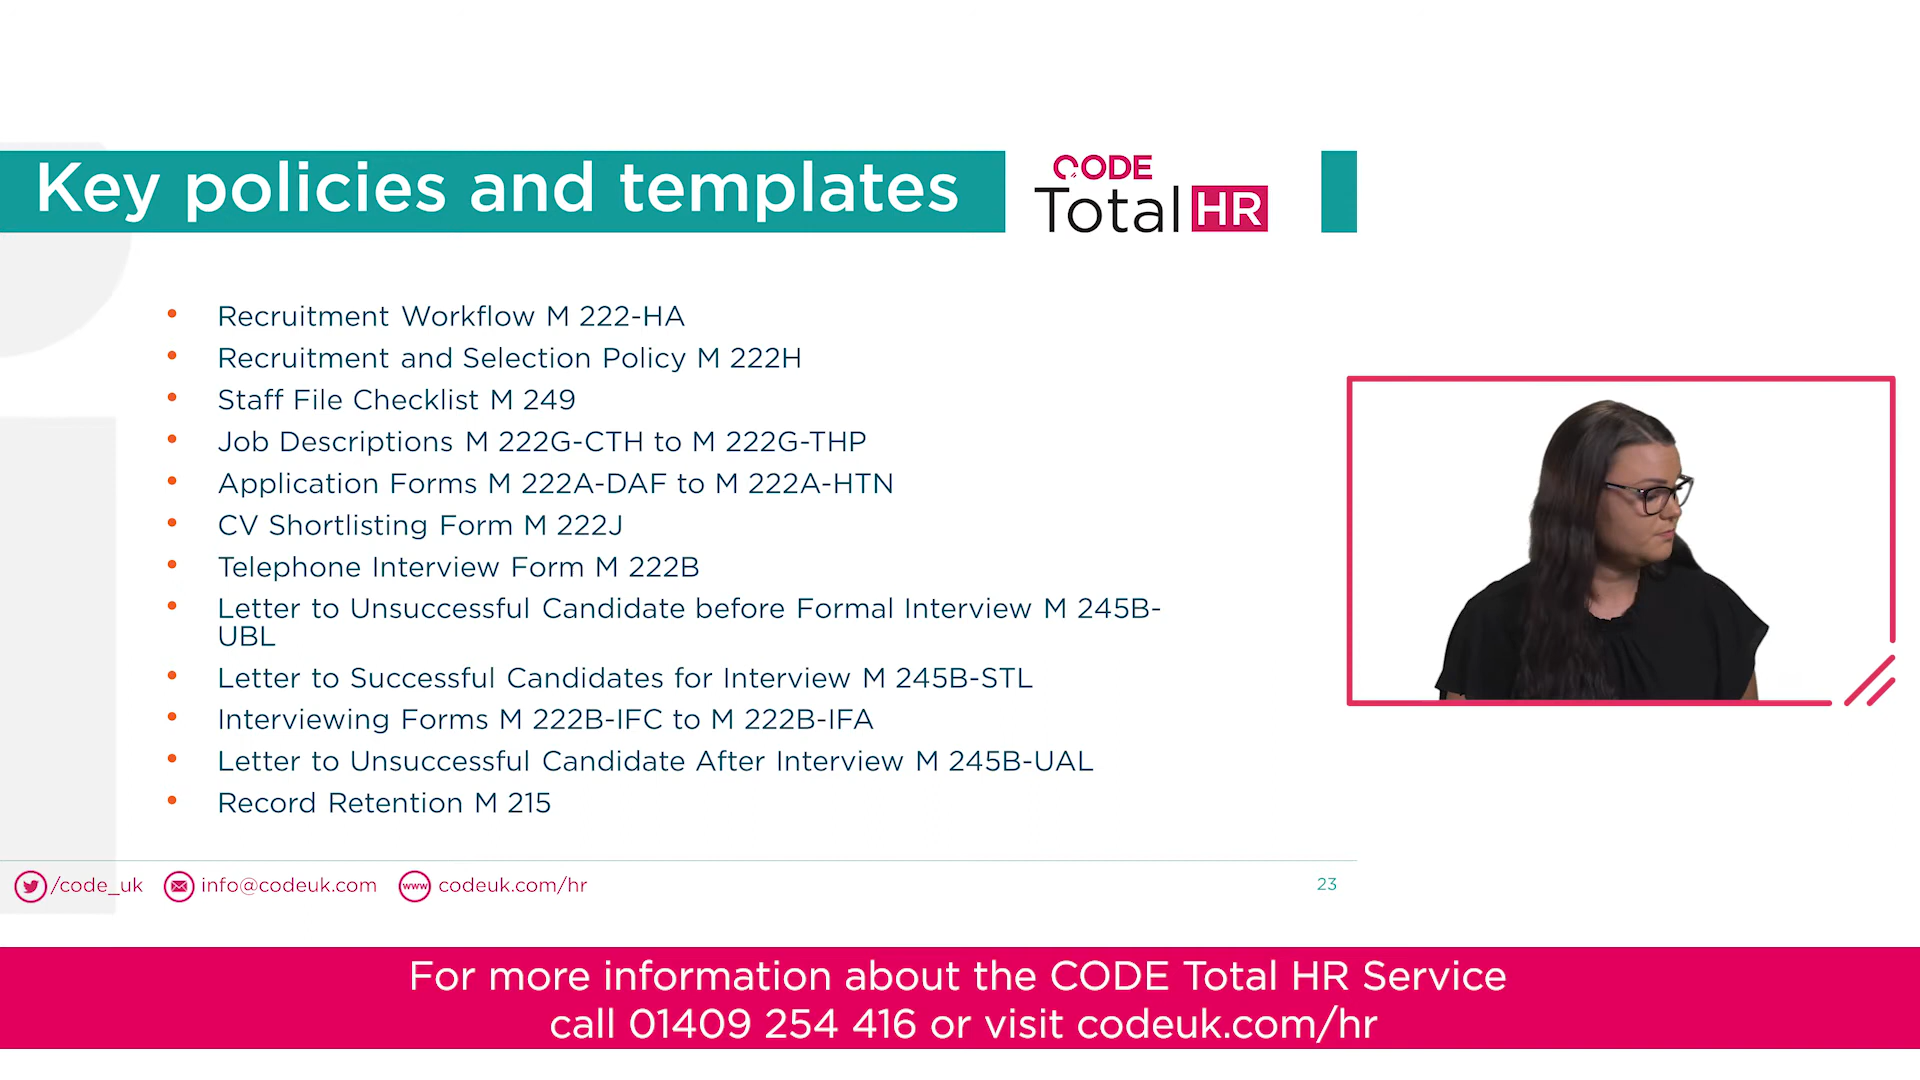 Key policies and templates
CODE
Total HR
• Recruitment Workflow M 222-HA
• Recruitment and Selection Policy M 222H
• Staff File Checklist M 249
• Job Descriptions M 222G-CTH to M 222G-THP
• Application Forms M 222A-DAF to M 222A-HTN
• CV Shortlisting Form M 222J
• Telephone Interview Form M 222B
• Letter to Unsuccessful Candidate before Formal Interview M 245B-
UBL
• Letter to Successful Candidates for Interview M 245B-STL
• Interviewing Forms M 222B-IFC to M 222B-IFA
• Letter to Unsuccessful Candidate After Interview M 245B-UAL
• Record Retention M 215
/code_uk info@codeuk.com www codeuk.com/hr 23
For more information about the CODE Total HR Service
call 01409 254 416 or visit codeuk.com/hr